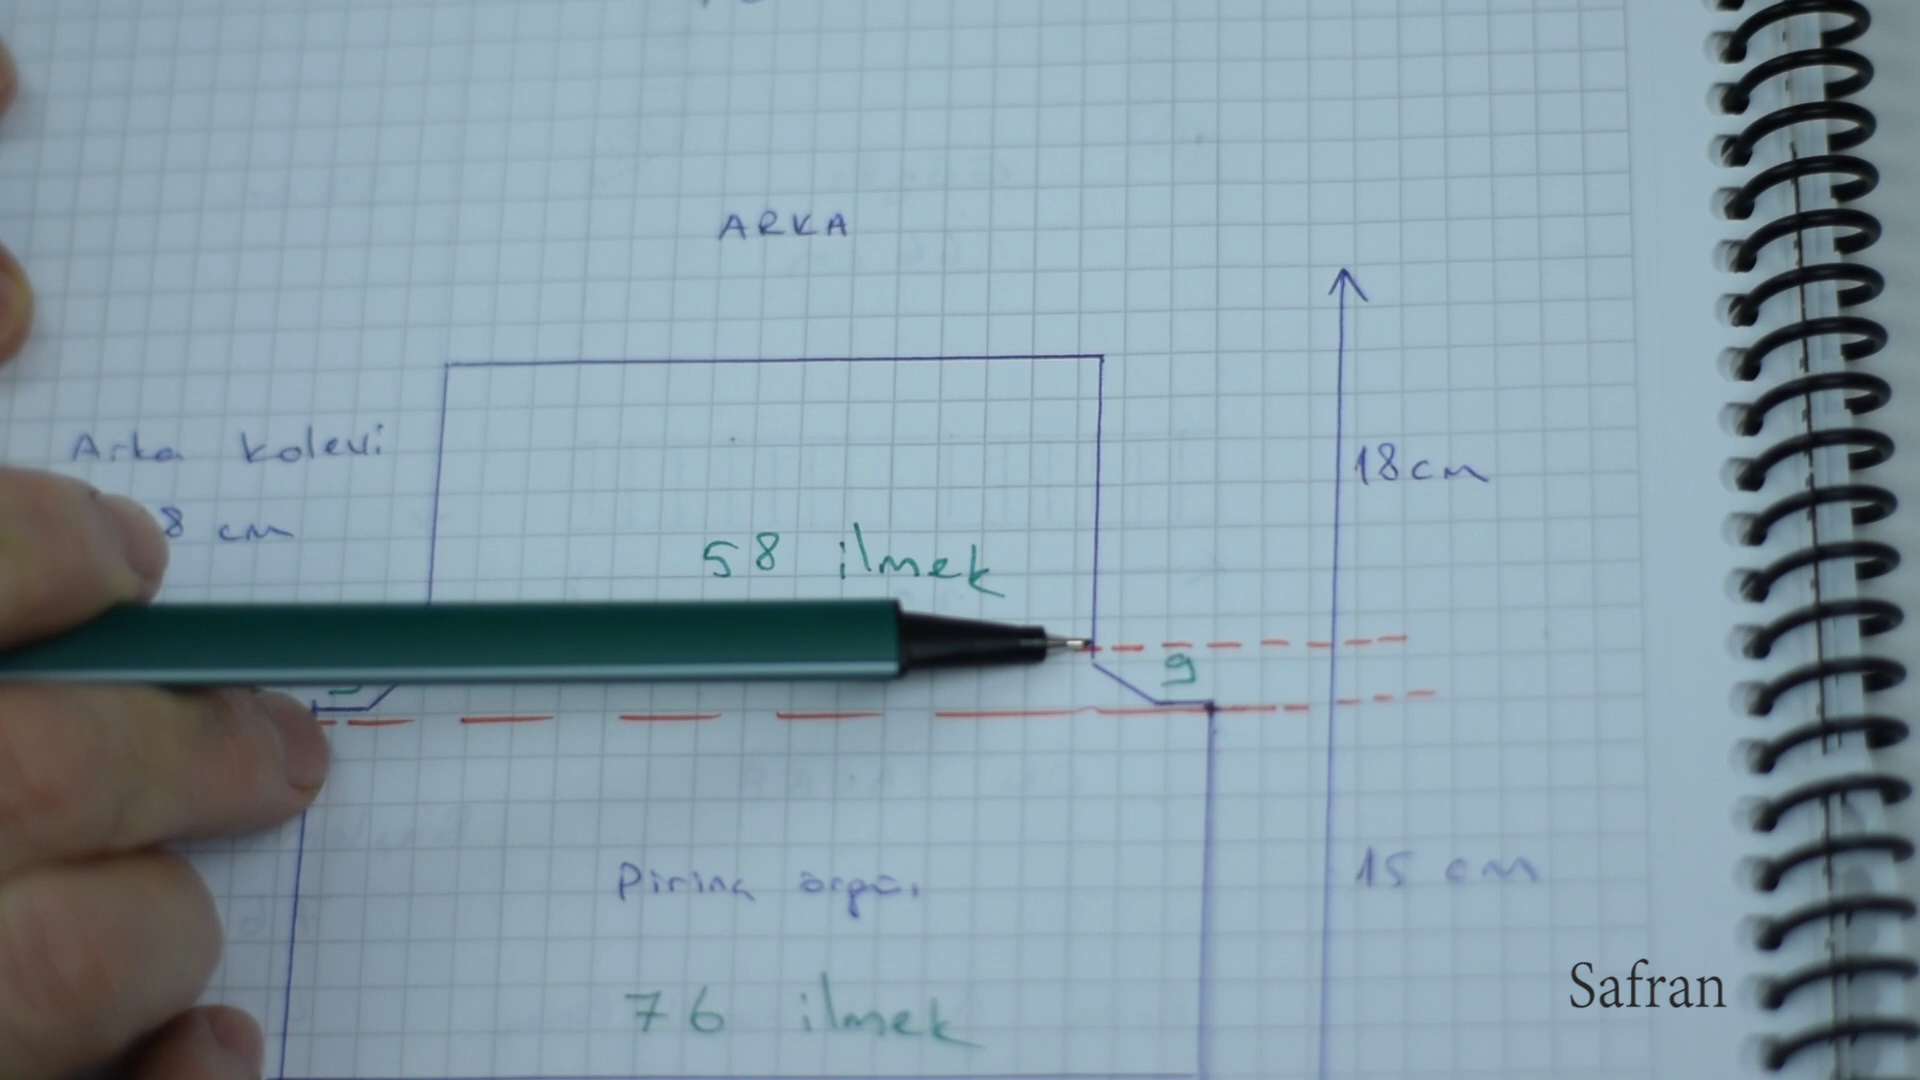 ARKA
Arka kolevi
8 cm
18cm
58 ilmek
9
Pirinç örgü.
15 cm
76 ilmek
Safran